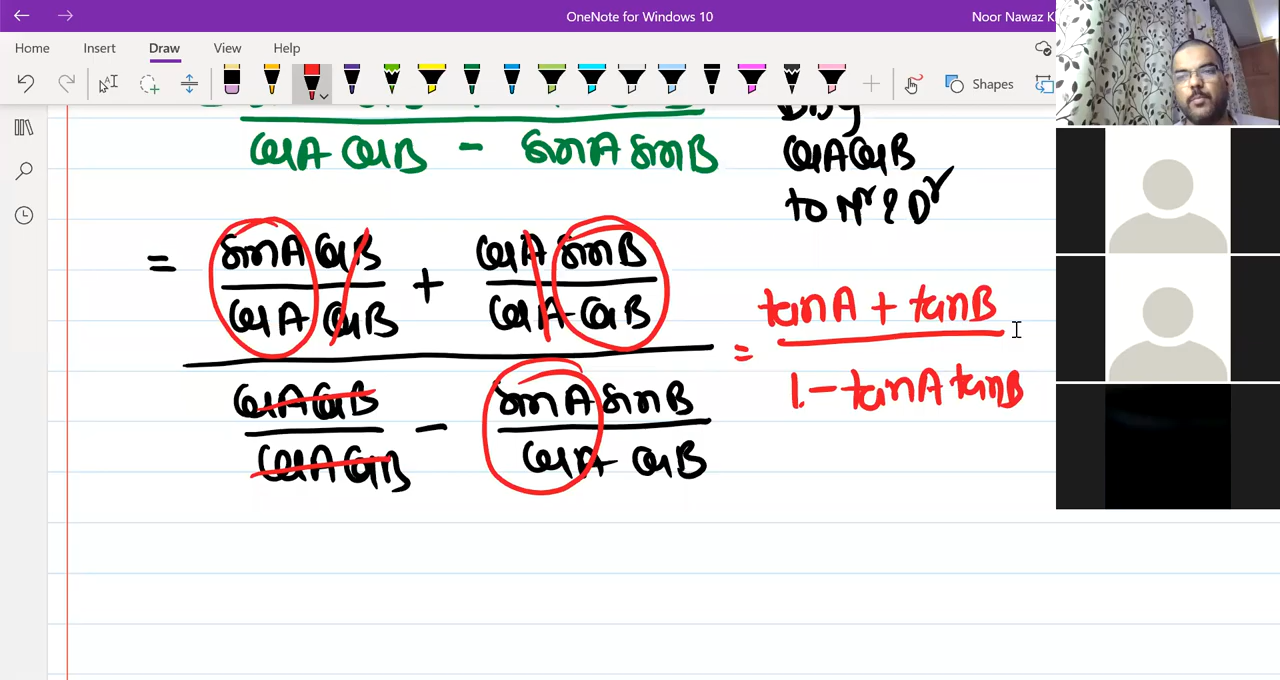 OneNote for Windows 10
Noor Nawaz K
Home Insert Draw View Help
Shapes
cosA cosB - sinA sinB
cosA cosB
to Nʳ & Dʳ
= sinA cosB / cosA cosB + cosA sinB / cosA cosB
cosA cosB / cosA cosB - sinA sinB / cosA cosB
= tanA + tanB
1 - tanA tanB